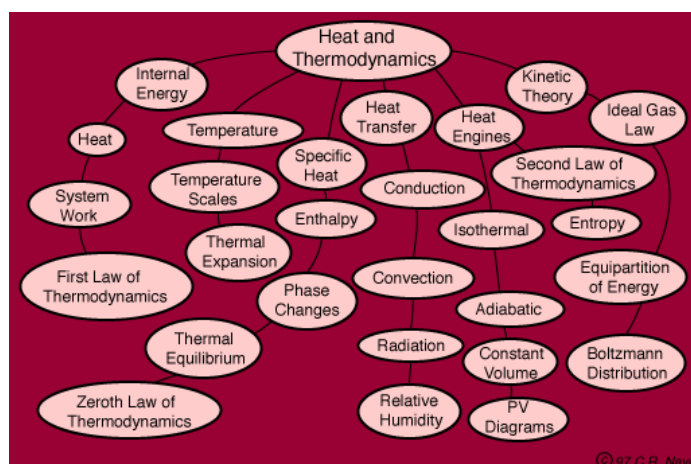 Heat and
Thermodynamics
Internal
Energy
Heat
System
Work
First Law of
Thermodynamics
Temperature
Temperature
Scales
Thermal
Expansion
Specific
Heat
Enthalpy
Phase
Changes
Thermal
Equilibrium
Zeroth Law of
Thermodynamics
Heat
Transfer
Conduction
Convection
Radiation
Relative
Humidity
Heat
Engines
Isothermal
Adiabatic
Constant
Volume
PV
Diagrams
Second Law of
Thermodynamics
Entropy
Kinetic
Theory
Ideal Gas
Law
Equipartition
of Energy
Boltzmann
Distribution
© 97 C.R.